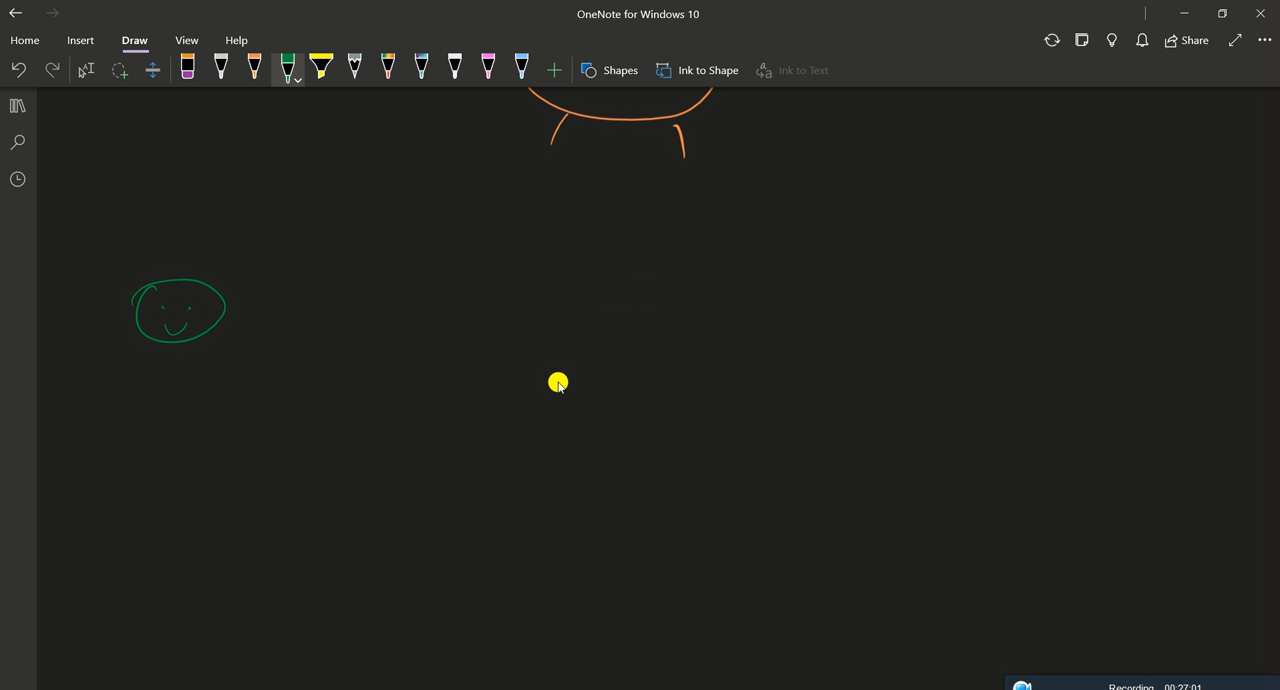 OneNote for Windows 10
Home Insert Draw View Help
Share
Shapes Ink to Shape Ink to Text
Recording 00:27:01